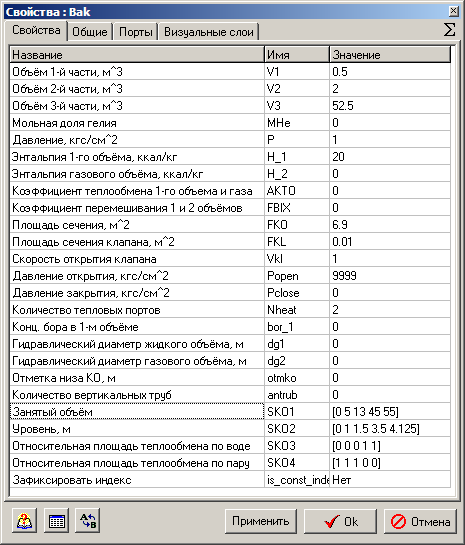 Свойства : Bak
Свойства Общие Порты Визуальные слои Σ
Название Имя Значение
Объём 1-й части, м^3 V1 0.5
Объём 2-й части, м^3 V2 2
Объём 3-й части, м^3 V3 52.5
Мольная доля гелия MHe 0
Давление, кгс/см^2 P 1
Энтальпия 1-го объёма, ккал/кг H_1 20
Энтальпия газового объёма, ккал/кг H_2 0
Коэффициент теплообмена 1-го объема и газа AKTO 0
Коэффициент перемешивания 1 и 2 объёмов FBIX 0
Площадь сечения, м^2 FKO 6.9
Площадь сечения клапана, м^2 FKL 0.01
Скорость открытия клапана Vkl 1
Давление открытия, кгс/см^2 Popen 9999
Давление закрытия, кгс/см^2 Pclose 0
Количество тепловых портов Nheat 2
Конц. бора в 1-м объёме bor_1 0
Гидравлический диаметр жидкого объёма, м dg1 0
Гидравлический диаметр газового объёма, м dg2 0
Отметка низа КО, м otmko 0
Количество вертикальных труб antrub 0
Занятый объём SKO1 [0 5 13 45 55]
Уровень, м SKO2 [0 1 1.5 3.5 4.125]
Относительная площадь теплообмена по воде SKO3 [0 0 0 1 1]
Относительная площадь теплообмена по пару SKO4 [1 1 1 0 0]
Зафиксировать индекс is_const_inde Нет
Применить Ok Отмена